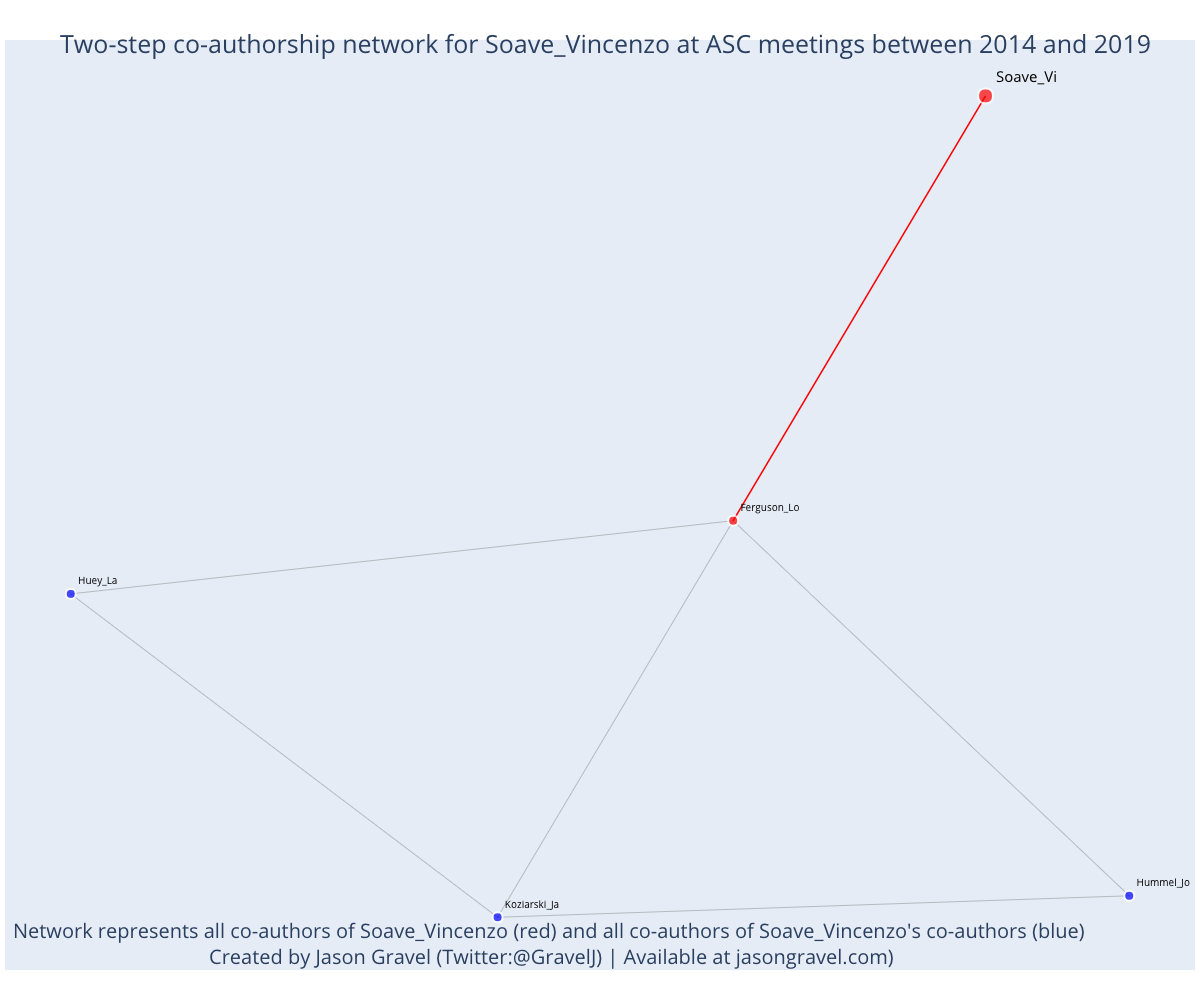 Two-step co-authorship network for Soave_Vincenzo at ASC meetings between 2014 and 2019
Soave_Vi
Ferguson_Lo
Huey_La
Hummel_Jo
Koziarski_Ja
Network represents all co-authors of Soave_Vincenzo (red) and all co-authors of Soave_Vincenzo's co-authors (blue)
Created by Jason Gravel (Twitter:@GravelJ) | Available at jasongravel.com)